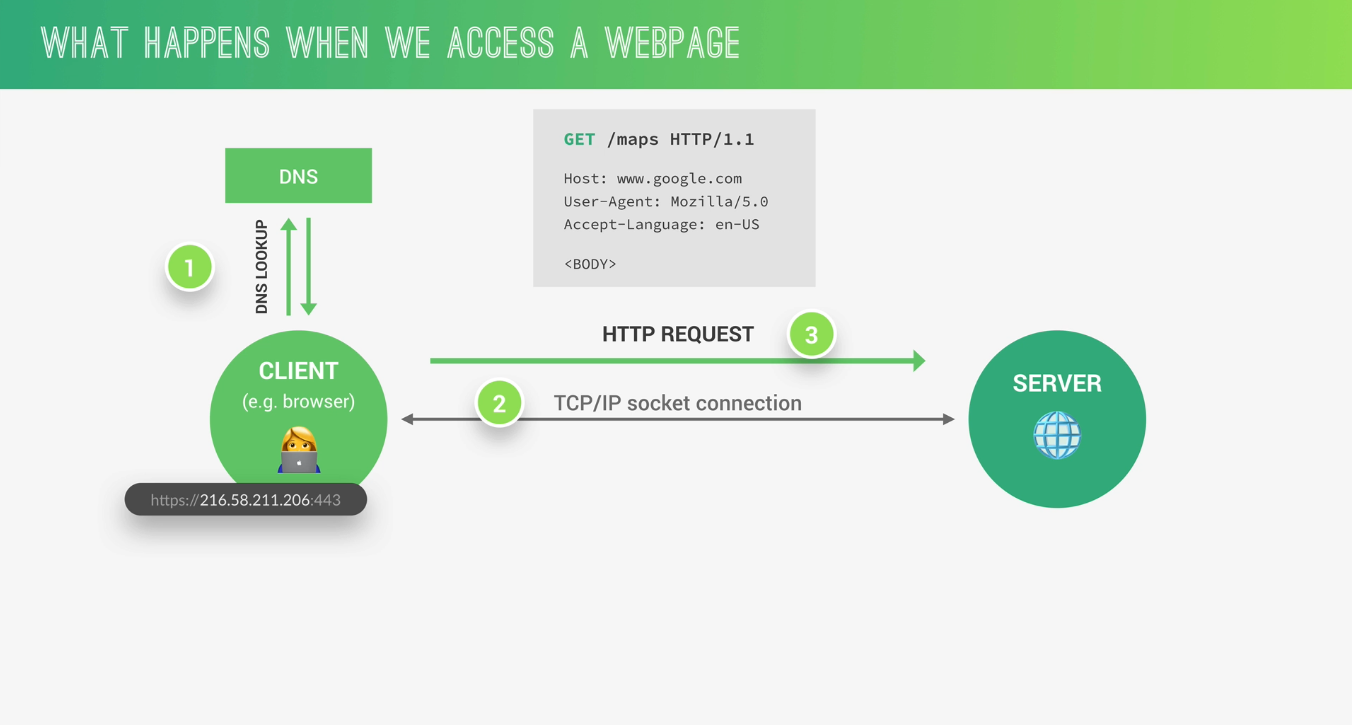 WHAT HAPPENS WHEN WE ACCESS A WEBPAGE
GET /maps HTTP/1.1
Host: www.google.com
User-Agent: Mozilla/5.0
Accept-Language: en-US
<BODY>
DNS
1
DNS LOOKUP
HTTP REQUEST
3
CLIENT
(e.g. browser)
2
TCP/IP socket connection
SERVER
https://216.58.211.206:443